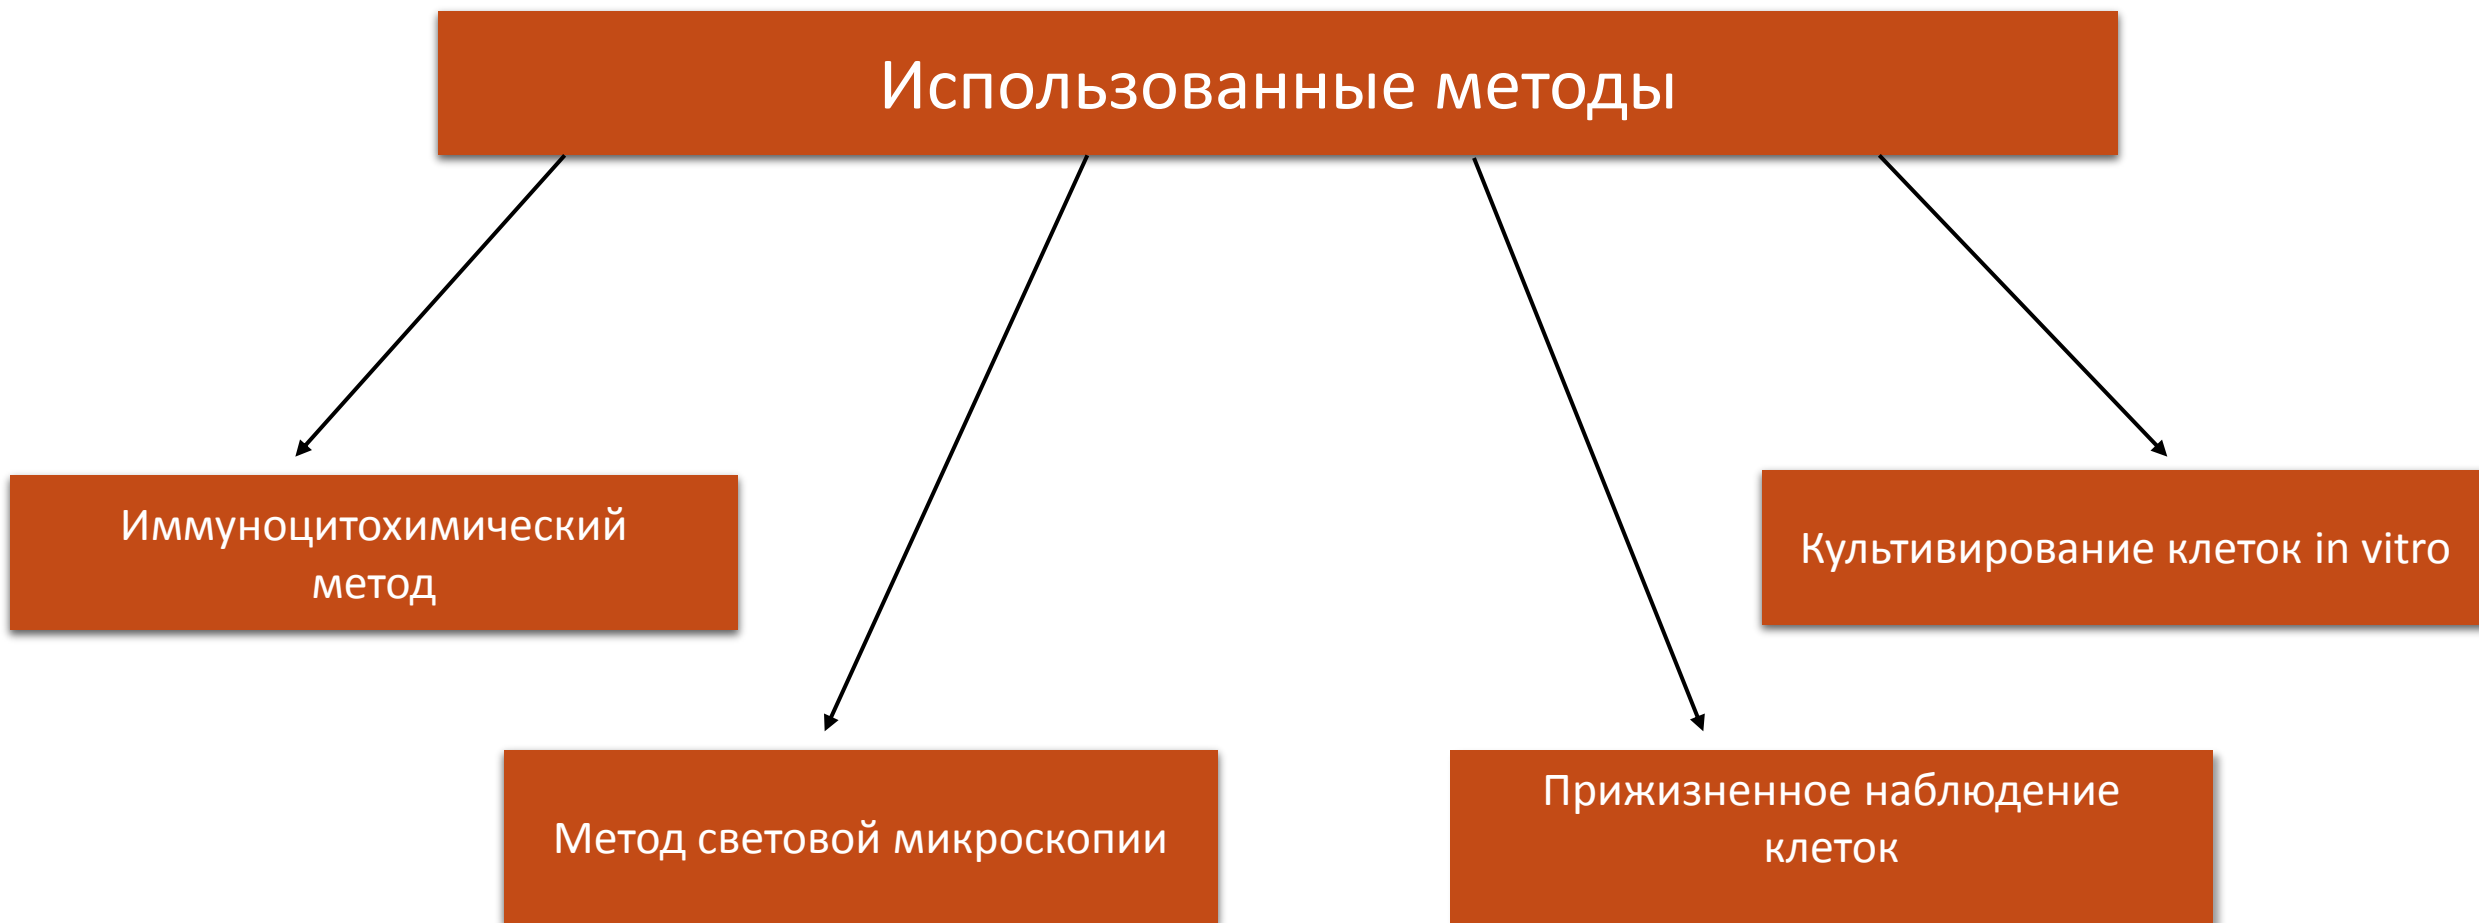 Использованные методы
Иммуноцитохимический
метод
Культивирование клеток in vitro
Метод световой микроскопии
Прижизненное наблюдение
клеток